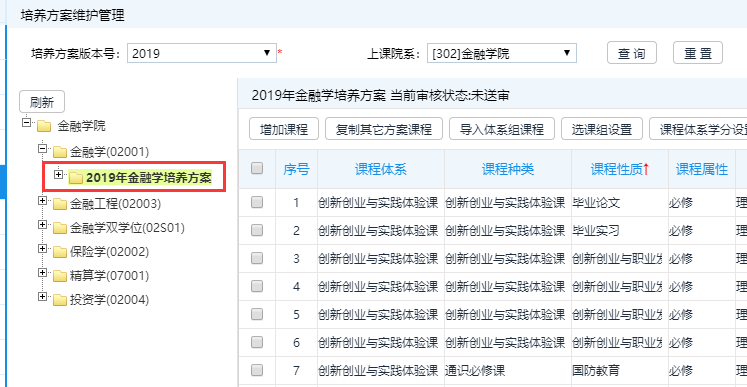 培养方案维护管理
培养方案版本号： 2019 * 上课院系： [302]金融学院 查 询 重 置
刷新
金融学院
金融学(02001)
2019年金融学培养方案
金融工程(02003)
金融学双学位(02S01)
保险学(02002)
精算学(07001)
投资学(02004)
2019年金融学培养方案 当前审核状态:未送审
增加课程 复制其它方案课程 导入体系组课程 选课组设置 课程体系学分设
序号 课程体系 课程种类 课程性质↑ 课程属性
1 创新创业与实践体验课 创新创业与实践体验课 毕业论文 必修 理
2 创新创业与实践体验课 创新创业与实践体验课 毕业实习 必修 理
3 创新创业与实践体验课 创新创业与实践体验课 创新创业与职业发 必修 理
4 创新创业与实践体验课 创新创业与实践体验课 创新创业与职业发 必修 理
5 创新创业与实践体验课 创新创业与实践体验课 创新创业与职业发 必修 理
6 创新创业与实践体验课 创新创业与实践体验课 创新创业与职业发 必修 理
7 创新创业与实践体验课 通识必修课 国防教育 必修 理